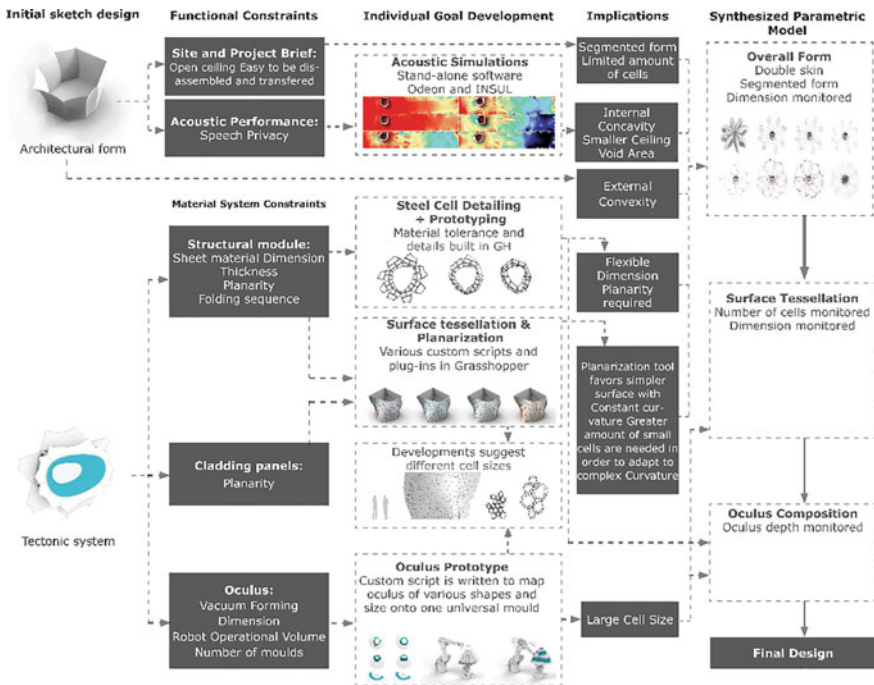 Initial sketch design
Architectural form
Tectonic system
Functional Constraints
Site and Project Brief:
Open ceiling Easy to be dis-
assembled and transfered
Acoustic Performance:
Speech Privacy
Material System Constraints
Structural module:
Sheet material Dimension
Thickness
Planarity
Folding sequence
Cladding panels:
Planarity
Oculus:
Vacuum Forming
Dimension
Robot Operational Volume
Number of moulds
Individual Goal Development
Acoustic Simulations
Stand-alone software
Odeon and INSUL
Steel Cell Detailing
+ Prototyping
Material tolerance and
details built in GH
Surface tessellation &
Planarization
Various custom scripts and
plug-ins in Grasshopper
Developments suggest
different cell sizes
Oculus Prototype
Custom script is written to map
oculus of various shapes and
size onto one universal mould
Implications
Segmented form
Limited amount
of cells
Internal
Concavity
Smaller Ceiling
Void Area
External
Convexity
Flexible
Dimension
Planarity
required
Planarization tool
favors simpler
surface with
Constant cur-
vature Greater
amount of small
cells are needed in
order to adapt to
complex Curvature
Large Cell Size
Synthesized Parametric
Model
Overall Form
Double skin
Segmented form
Dimension monitored
Surface Tessellation
Number of cells monitored
Dimension monitored
Oculus Composition
Oculus depth monitored
Final Design